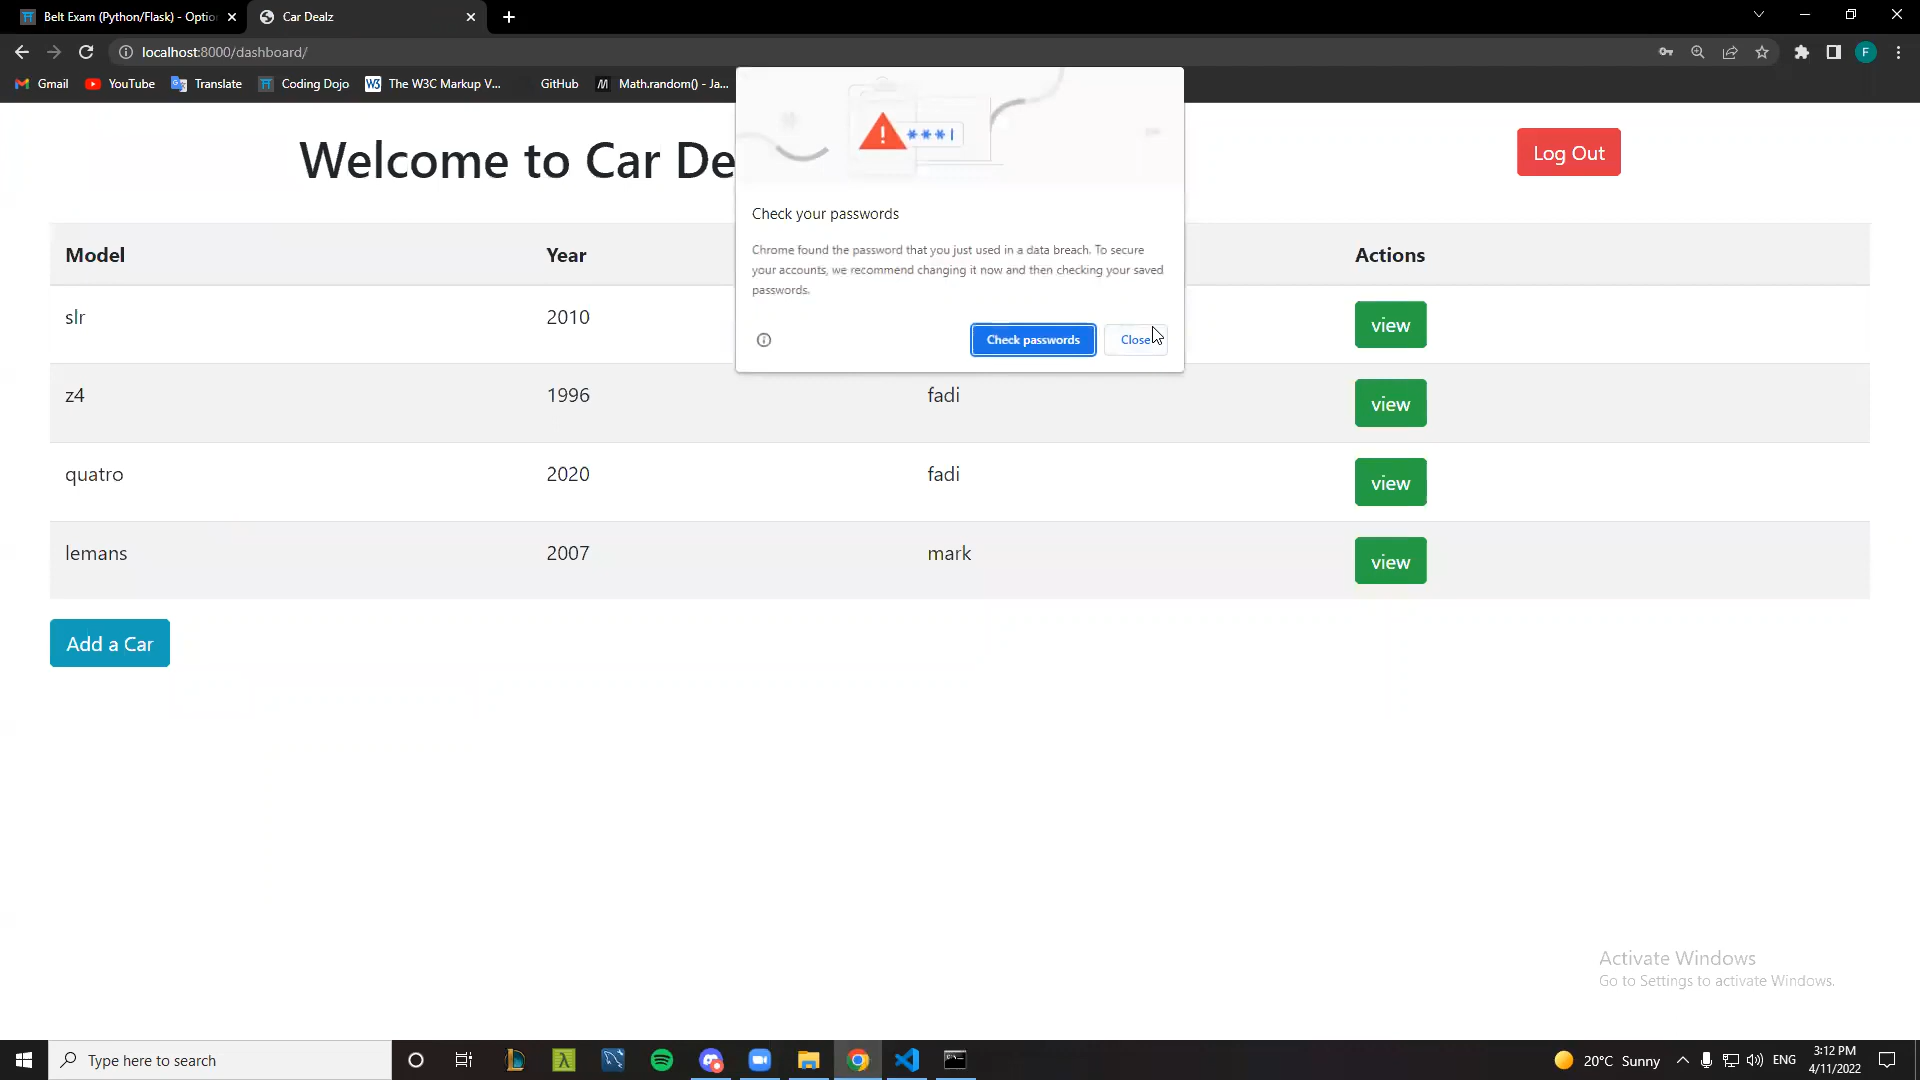 Belt Exam (Python/Flask) - Optio
Car Dealz
localhost:8000/dashboard/
F
Gmail
YouTube
Translate
Coding Dojo
The W3C Markup V...
GitHub
Math.random() - Ja...
Welcome to Car De
Log Out
***|
Check your passwords
Chrome found the password that you just used in a data breach. To secure
your accounts, we recommend changing it now and then checking your saved
passwords.
Check passwords
Close
Model
Year
Actions
slr
2010
view
z4
1996
fadi
view
quatro
2020
fadi
view
lemans
2007
mark
view
Add a Car
Activate Windows
Go to Settings to activate Windows.
Type here to search
20°C Sunny
ENG
3:12 PM
4/11/2022